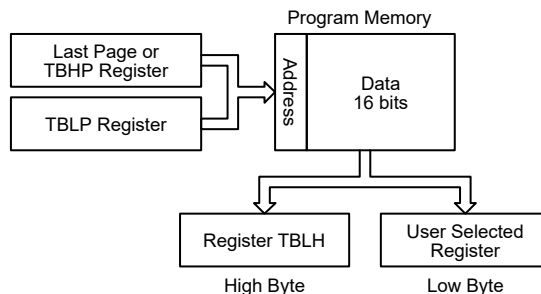 Program Memory
Last Page or
TBHP Register
TBLP Register
Address
Data
16 bits
Register TBLH
User Selected
Register
High Byte
Low Byte